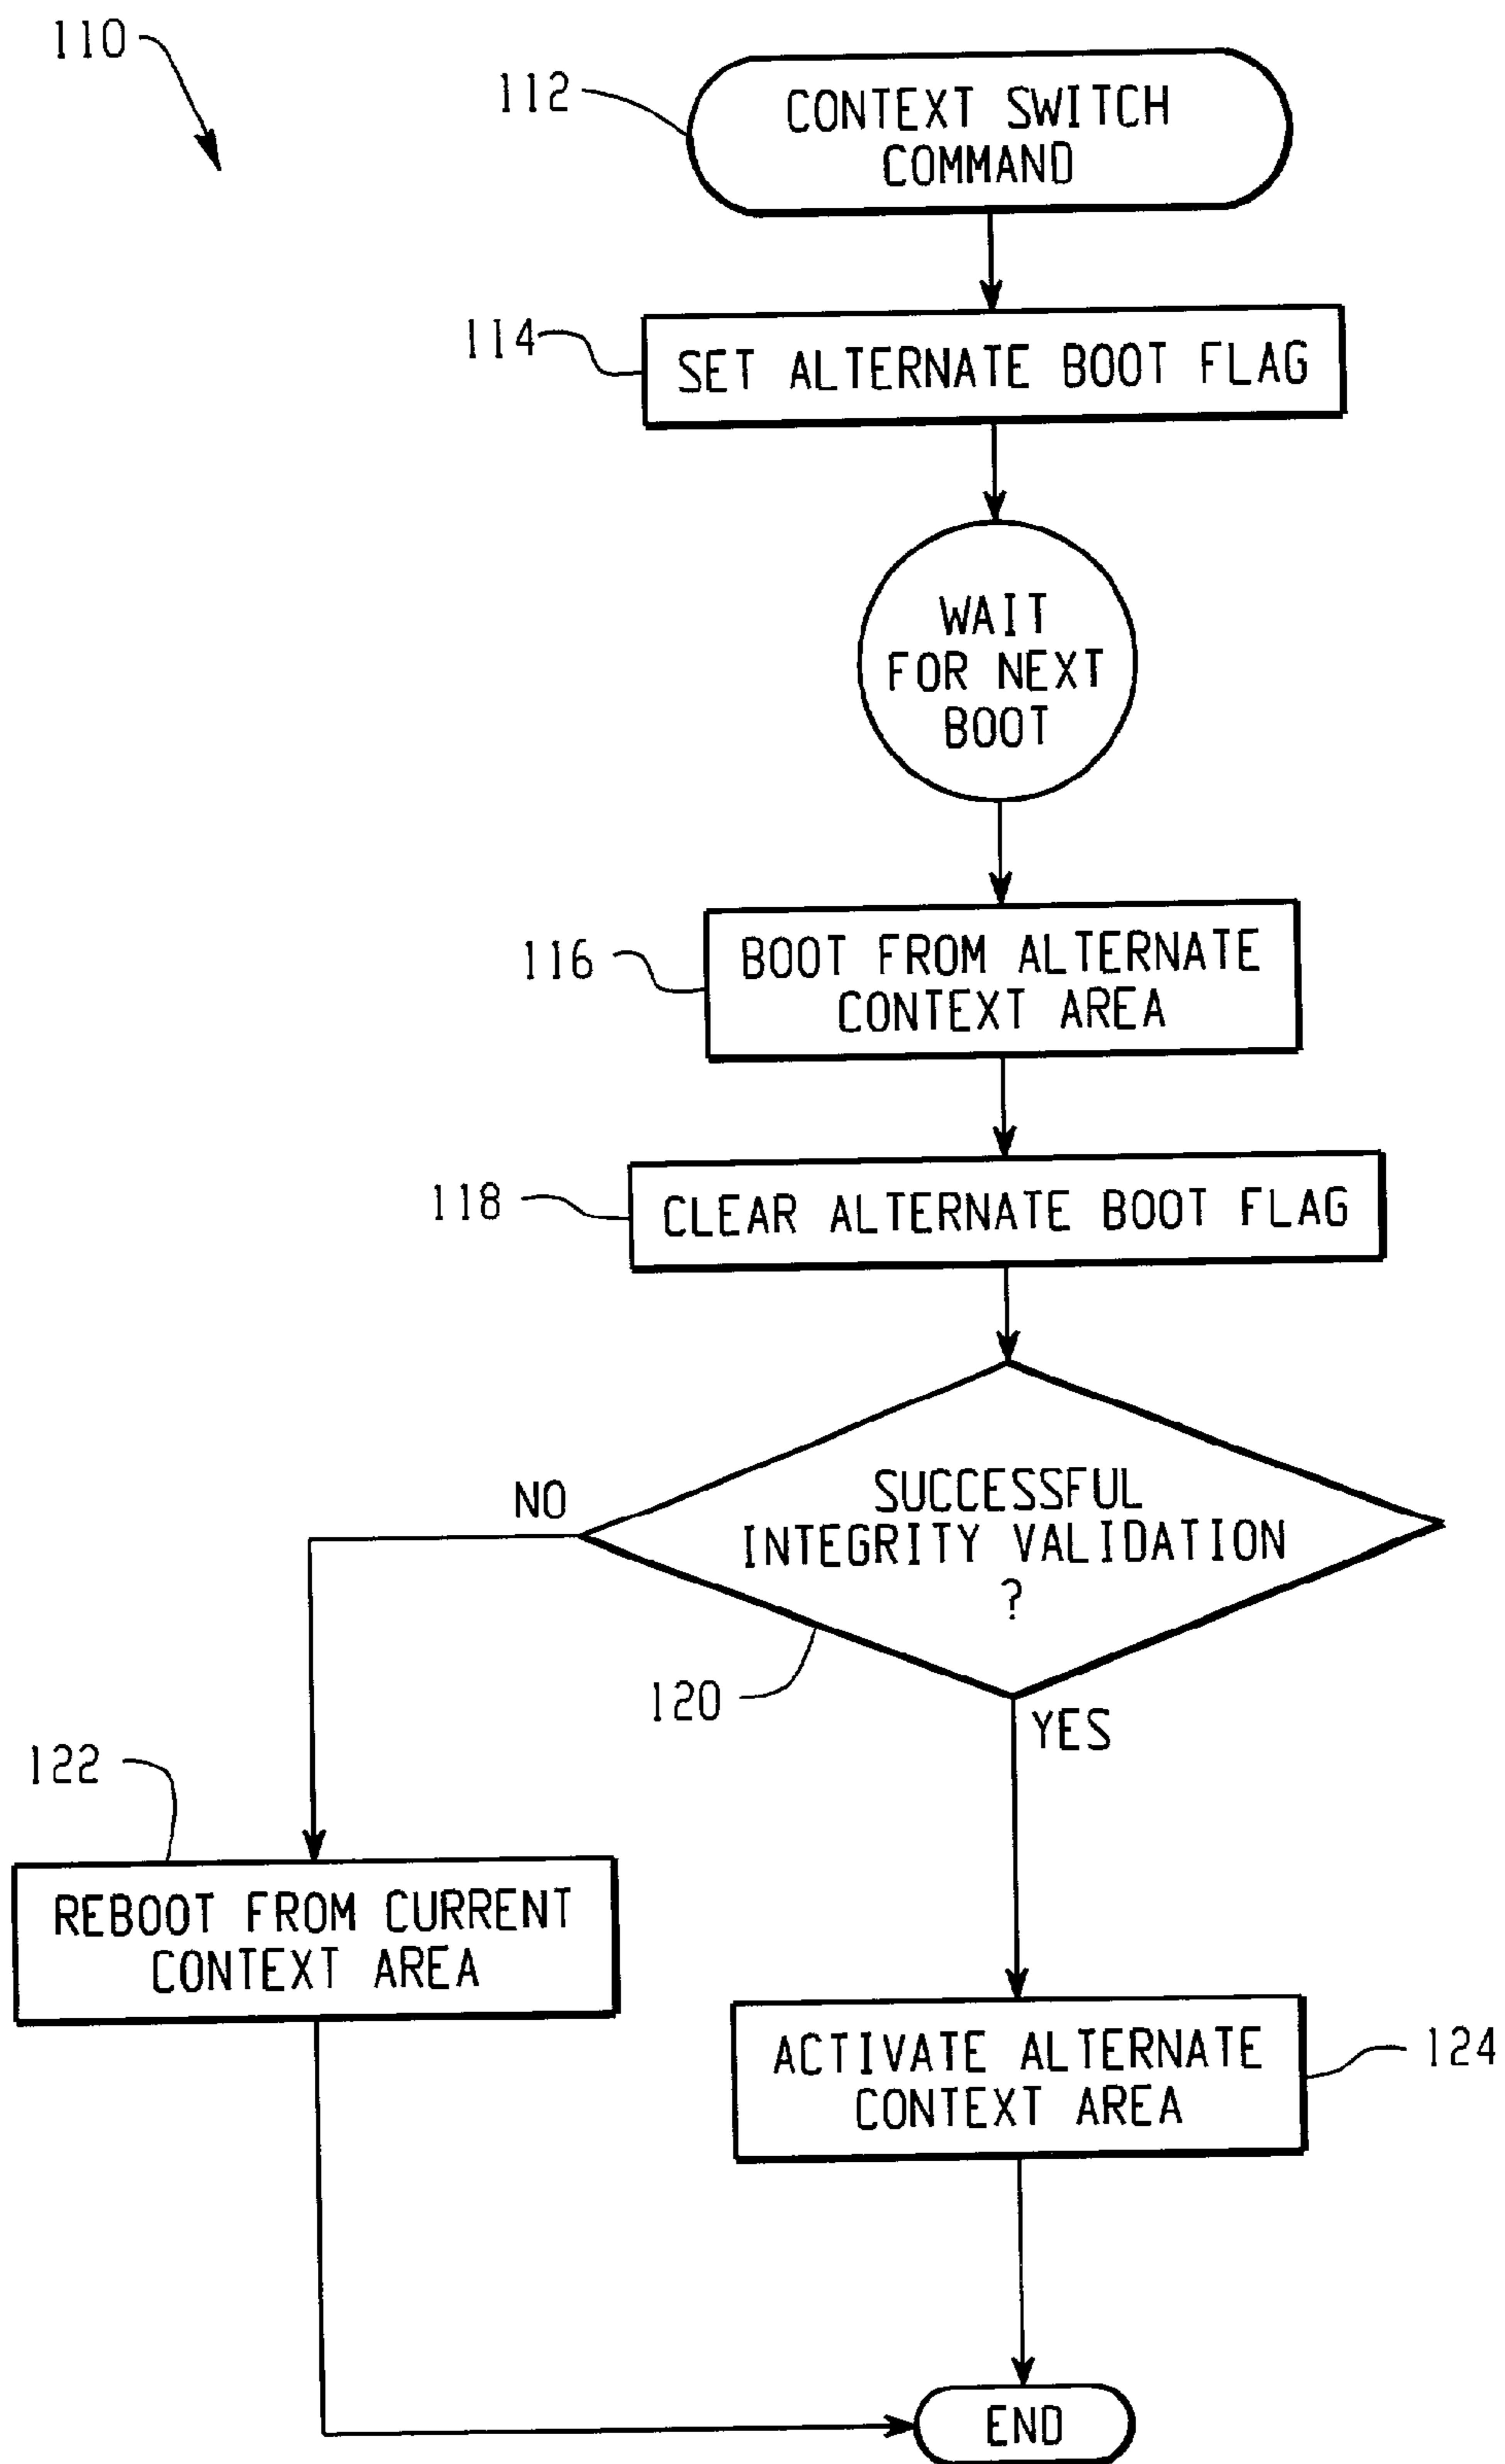 110
112
CONTEXT SWITCH
COMMAND
114
SET ALTERNATE BOOT FLAG
WAIT
FOR NEXT
BOOT
116
BOOT FROM ALTERNATE
CONTEXT AREA
118
CLEAR ALTERNATE BOOT FLAG
NO
SUCCESSFUL
INTEGRITY VALIDATION
?
120
YES
122
REBOOT FROM CURRENT
CONTEXT AREA
ACTIVATE ALTERNATE
CONTEXT AREA
124
END